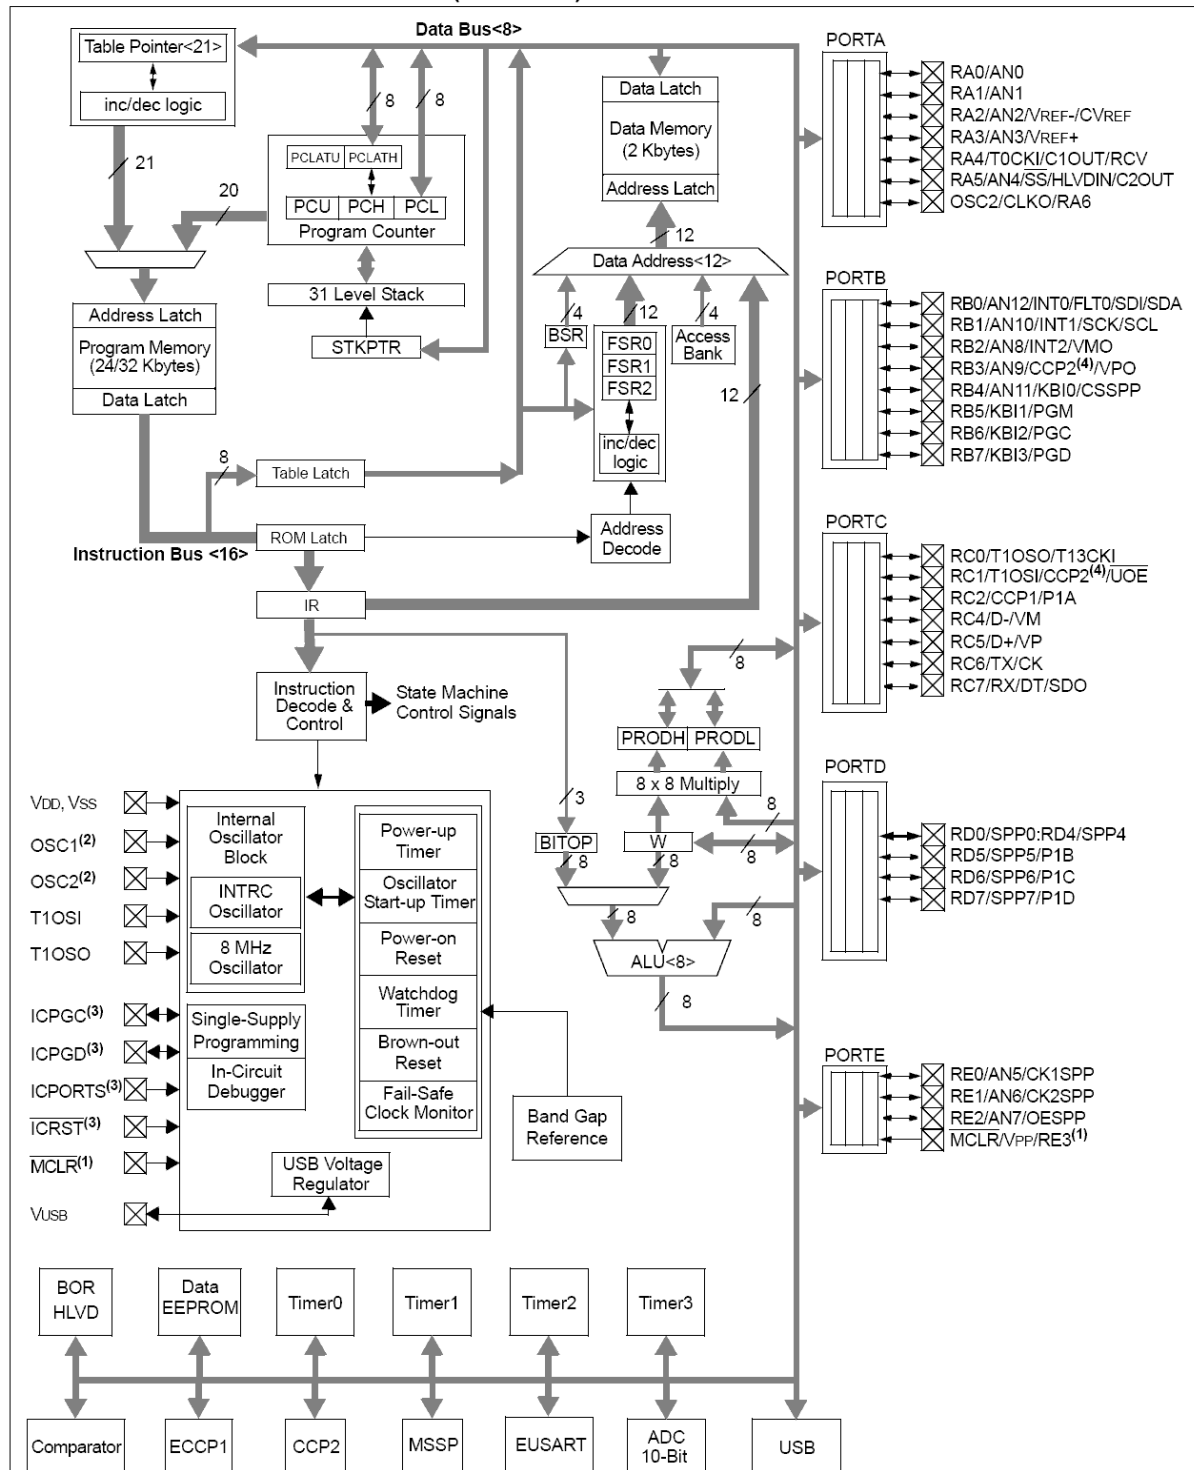 Data Bus<8>
Table Pointer<21>
inc/dec logic
21
20
8
8
PCLATU PCLATH
PCU PCH PCL
Program Counter
31 Level Stack
STKPTR
Data Latch
Data Memory
(2 Kbytes)
Address Latch
12
Data Address<12>
4
12
4
BSR
FSR0
FSR1
FSR2
inc/dec
logic
Access
Bank
12
Address Latch
Program Memory
(24/32 Kbytes)
Data Latch
8
Table Latch
ROM Latch
Instruction Bus <16>
Address
Decode
IR
Instruction
Decode &
Control
State Machine
Control Signals
8
PRODH PRODL
8 x 8 Multiply
3
8
BITOP
W
8
8
8
8
8
ALU<8>
8
VDD, VSS
OSC1(2)
OSC2(2)
T1OSI
T1OSO
ICPGC(3)
ICPGD(3)
ICPORTS(3)
ICRST(3)
MCLR(1)
VUSB
Internal
Oscillator
Block
INTRC
Oscillator
8 MHz
Oscillator
Single-Supply
Programming
In-Circuit
Debugger
Power-up
Timer
Oscillator
Start-up Timer
Power-on
Reset
Watchdog
Timer
Brown-out
Reset
Fail-Safe
Clock Monitor
USB Voltage
Regulator
Band Gap
Reference
PORTA
RA0/AN0
RA1/AN1
RA2/AN2/VREF-/CVREF
RA3/AN3/VREF+
RA4/T0CKI/C1OUT/RCV
RA5/AN4/SS/HLVDIN/C2OUT
OSC2/CLKO/RA6
PORTB
RB0/AN12/INT0/FLT0/SDI/SDA
RB1/AN10/INT1/SCK/SCL
RB2/AN8/INT2/VMO
RB3/AN9/CCP2(4)/VPO
RB4/AN11/KBI0/CSSPP
RB5/KBI1/PGM
RB6/KBI2/PGC
RB7/KBI3/PGD
PORTC
RC0/T1OSO/T13CKI
RC1/T1OSI/CCP2(4)/UOE
RC2/CCP1/P1A
RC4/D-/VM
RC5/D+/VP
RC6/TX/CK
RC7/RX/DT/SDO
PORTD
RD0/SPP0:RD4/SPP4
RD5/SPP5/P1B
RD6/SPP6/P1C
RD7/SPP7/P1D
PORTE
RE0/AN5/CK1SPP
RE1/AN6/CK2SPP
RE2/AN7/OESPP
MCLR/VPP/RE3(1)
BOR
HLVD
Data
EEPROM
Timer0
Timer1
Timer2
Timer3
Comparator
ECCP1
CCP2
MSSP
EUSART
ADC
10-Bit
USB